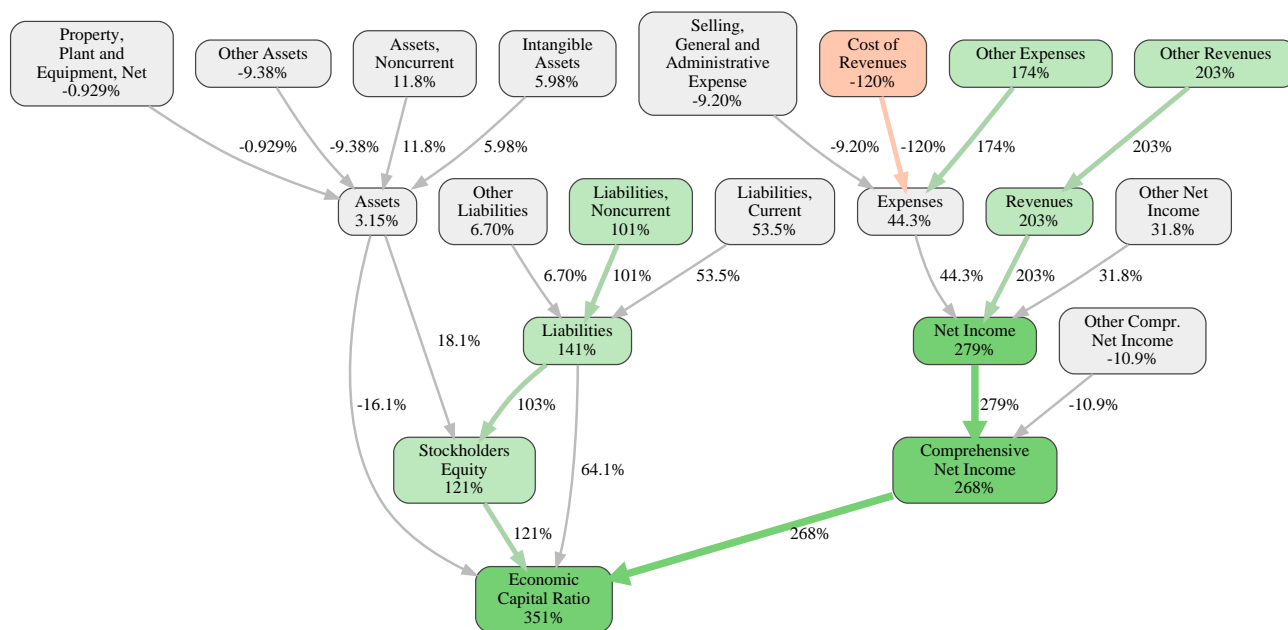 Property,
Plant and
Equipment, Net
-0.929%
Other Assets
-9.38%
Assets,
Noncurrent
11.8%
Intangible
Assets
5.98%
Selling,
General and
Administrative
Expense
-9.20%
Cost of
Revenues
-120%
Other Expenses
174%
Other Revenues
203%
-0.929%
-9.38%
11.8%
5.98%
-9.20%
-120%
174%
203%
Assets
3.15%
Other
Liabilities
6.70%
Liabilities,
Noncurrent
101%
Liabilities,
Current
53.5%
Expenses
44.3%
Revenues
203%
Other Net
Income
31.8%
6.70%
101%
53.5%
44.3%
203%
31.8%
18.1%
Liabilities
141%
Net Income
279%
Other Compr.
Net Income
-10.9%
-16.1%
103%
279%
-10.9%
Stockholders
Equity
121%
64.1%
Comprehensive
Net Income
268%
121%
268%
Economic
Capital Ratio
351%